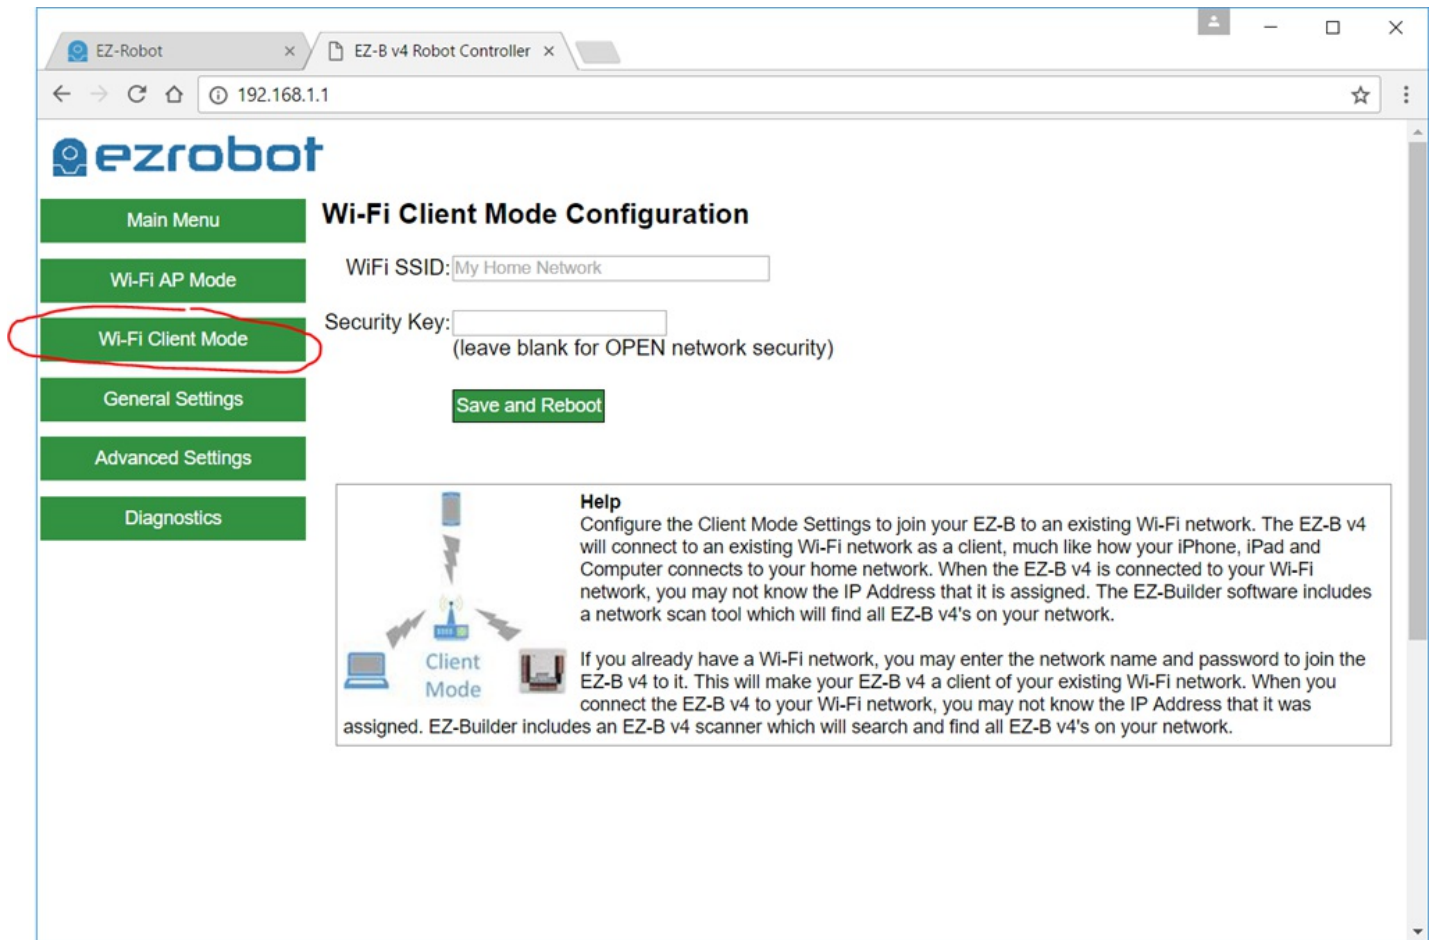 EZ-Robot
EZ-B v4 Robot Controller
192.168.1.1
ezrobot
Main Menu
Wi-Fi AP Mode
Wi-Fi Client Mode
General Settings
Advanced Settings
Diagnostics
Wi-Fi Client Mode Configuration
WiFi SSID: My Home Network
Security Key:
(leave blank for OPEN network security)
Save and Reboot
Client
Mode
Help
Configure the Client Mode Settings to join your EZ-B to an existing Wi-Fi network. The EZ-B v4
will connect to an existing Wi-Fi network as a client, much like how your iPhone, iPad and
Computer connects to your home network. When the EZ-B v4 is connected to your Wi-Fi
network, you may not know the IP Address that it is assigned. The EZ-Builder software includes
a network scan tool which will find all EZ-B v4's on your network.
If you already have a Wi-Fi network, you may enter the network name and password to join the
EZ-B v4 to it. This will make your EZ-B v4 a client of your existing Wi-Fi network. When you
connect the EZ-B v4 to your Wi-Fi network, you may not know the IP Address that it was
assigned. EZ-Builder includes an EZ-B v4 scanner which will search and find all EZ-B v4's on your network.